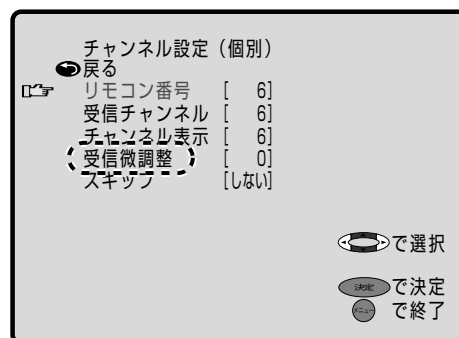 チャンネル設定（個別）
戻る
リモコン番号 [ 6]
受信チャンネル [ 6]
チャンネル表示 [ 6]
受信微調整 [ 0]
スキップ [しない]
で選択
決定 で決定
メニュー で終了